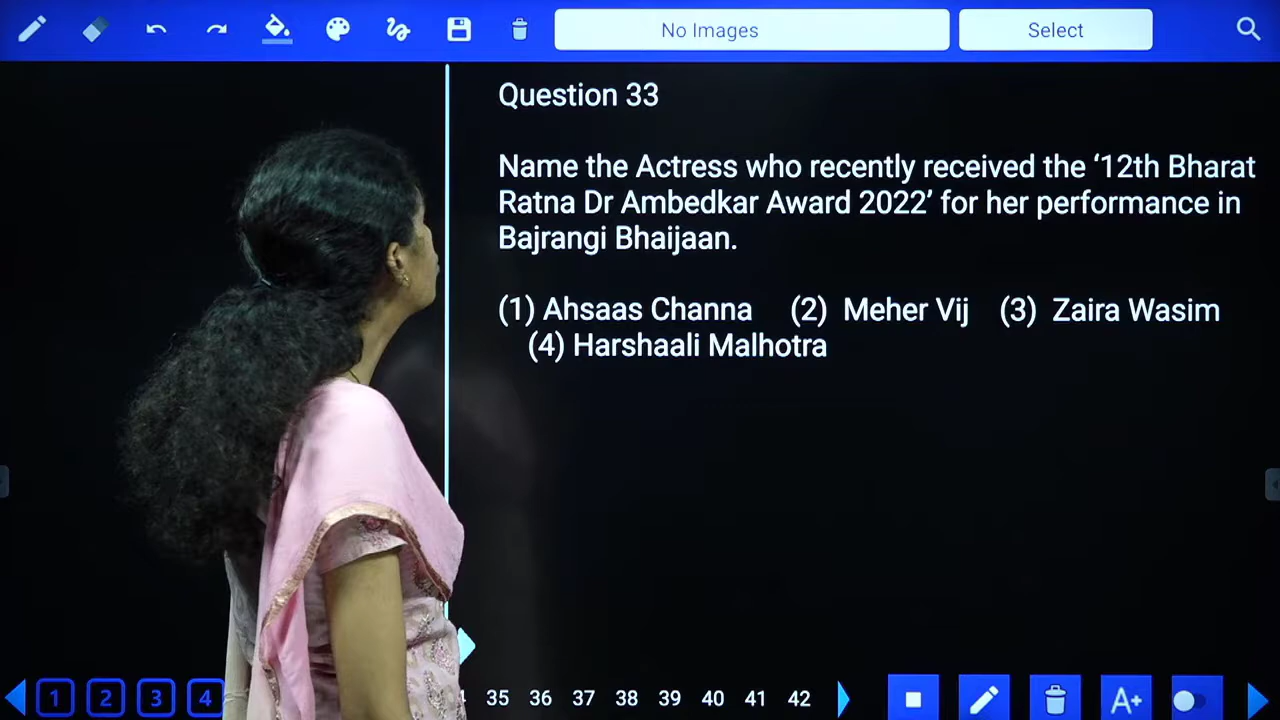 No Images
Select
Question 33
Name the Actress who recently received the ‘12th Bharat
Ratna Dr Ambedkar Award 2022’ for her performance in
Bajrangi Bhaijaan.
(1) Ahsaas Channa (2) Meher Vij (3) Zaira Wasim
(4) Harshaali Malhotra
1 2 3 4 35 36 37 38 39 40 41 42 A+